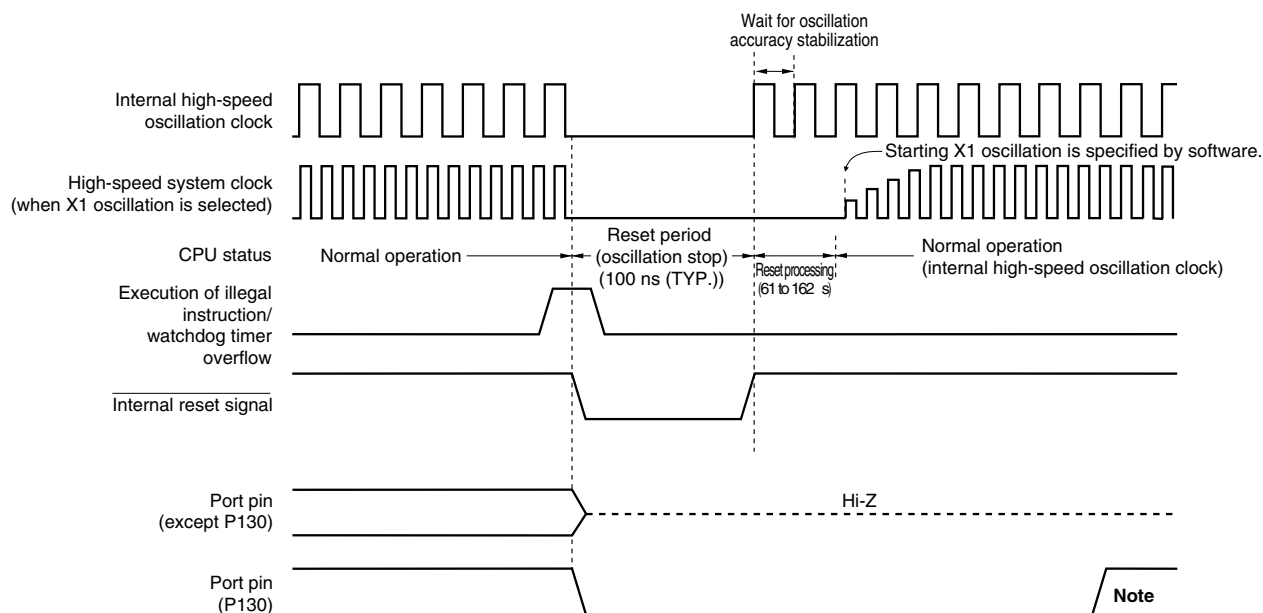 Wait for oscillation
accuracy stabilization
Internal high-speed
oscillation clock
Starting X1 oscillation is specified by software.
High-speed system clock
(when X1 oscillation is selected)
CPU status
Normal operation
Reset period
(oscillation stop)
(100 ns (TYP.))
Reset processing
(61 to 162 s)
Normal operation
(internal high-speed oscillation clock)
Execution of illegal
instruction/
watchdog timer
overflow
Internal reset signal
Port pin
(except P130)
Hi-Z
Port pin
(P130)
Note